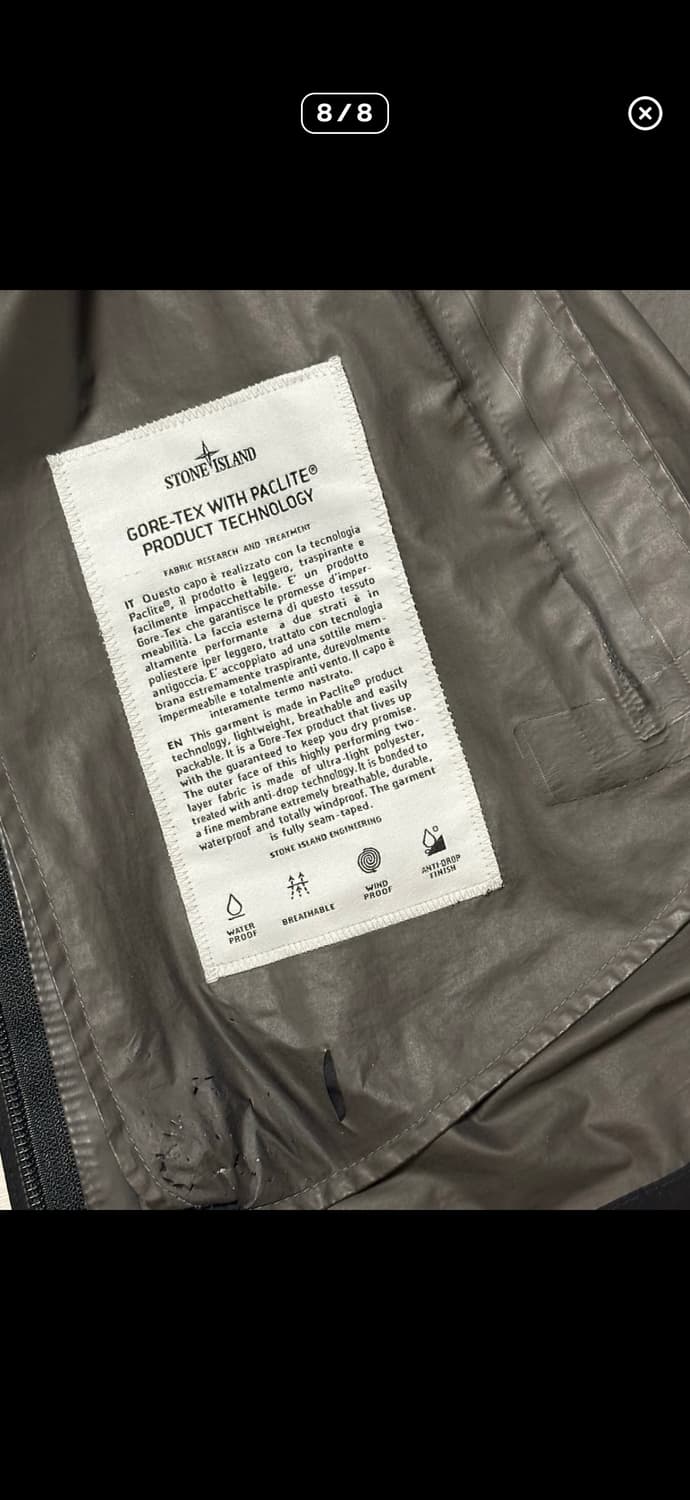 8/8
STONE ISLAND
GORE-TEX WITH PACLITE®
PRODUCT TECHNOLOGY
FABRIC RESEARCH AND TREATMENT
IT Questo capo è realizzato con la tecnologia
Paclite®, il prodotto è leggero, traspirante e
facilmente impacchettabile. E' un prodotto
Gore-Tex che garantisce le promesse d'imper-
meabilità. La faccia esterna di questo tessuto
altamente performante a due strati è in
poliestere iper leggero, trattato con tecnologia
antigoccia. E' accoppiato ad una sottile mem-
brana estremamente traspirante, durevolmente
impermeabile e totalmente anti vento. Il capo è
interamente termo nastrato.
EN This garment is made in Paclite® product
technology, lightweight, breathable and easily
packable. It is a Gore-Tex product that lives up
with the guaranteed to keep you dry promise.
The outer face of this highly performing two-
layer fabric is made of ultra-light polyester,
treated with anti-drop technology. It is bonded to
a fine membrane extremely breathable, durable,
waterproof and totally windproof. The garment
is fully seam-taped.
STONE ISLAND ENGINEERING
WATER
PROOF
BREATHABLE
WIND
PROOF
ANTI-DROP
FINISH